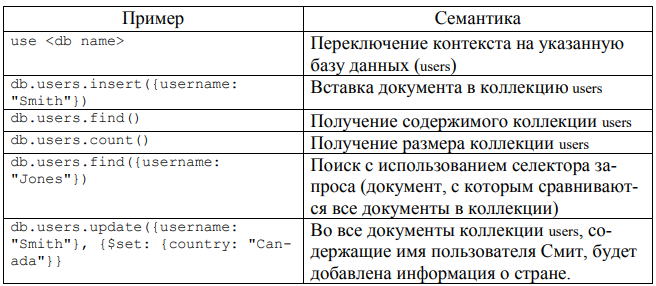 Пример
Семантика
use <db name>
Переключение контекста на указанную
базу данных (users)
db.users.insert({username:
"Smith"})
Вставка документа в коллекцию users
db.users.find()
Получение содержимого коллекции users
db.users.count()
Получение размера коллекции users
db.users.find({username:
"Jones"})
Поиск с использованием селектора за-
проса (документ, с которым сравнивают-
ся все документы в коллекции)
db.users.update({username:
"Smith"}, {$set: {country: "Can-
ada"}}
Во все документы коллекции users, со-
держащие имя пользователя Смит, будет
добавлена информация о стране.